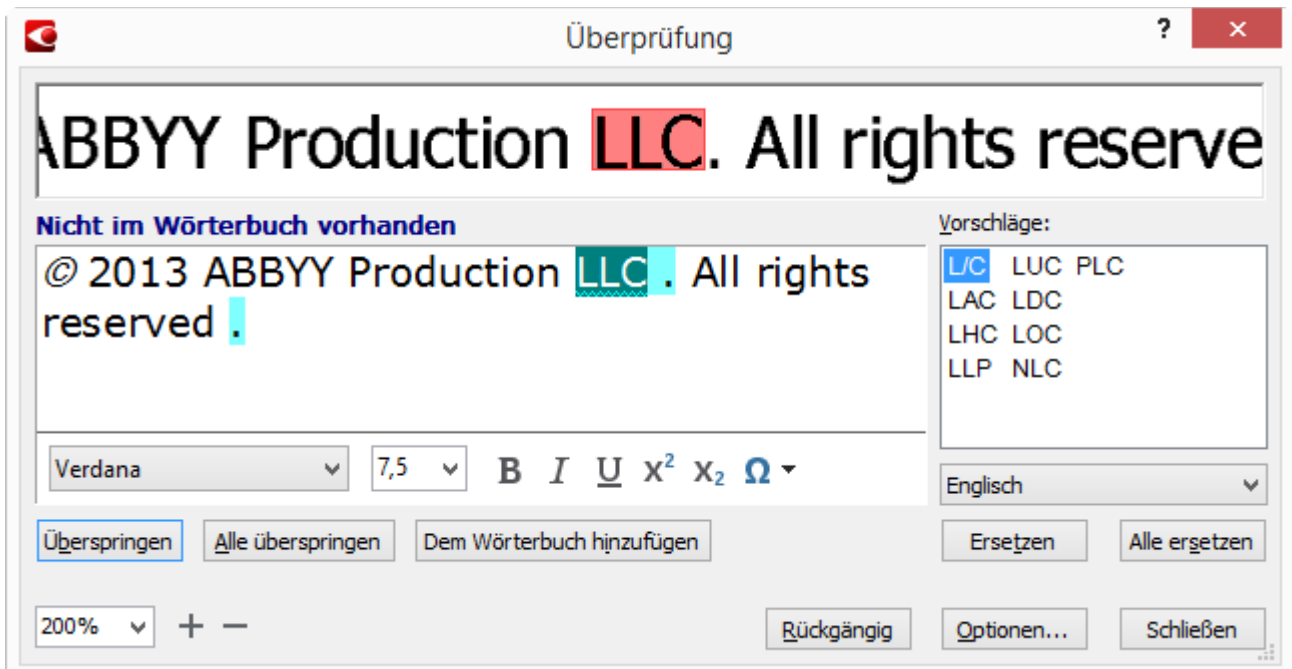 Überprüfung
?
ABBYY Production LLC. All rights reserve
Nicht im Wörterbuch vorhanden
Vorschläge:
© 2013 ABBYY Production LLC . All rights
reserved .
L/C LUC PLC
LAC LDC
LHC LOC
LLP NLC
Verdana 7,5 B I U X² X₂ Ω
Englisch
Überspringen Alle überspringen Dem Wörterbuch hinzufügen Ersetzen Alle ersetzen
200% + − Rückgängig Optionen... Schließen